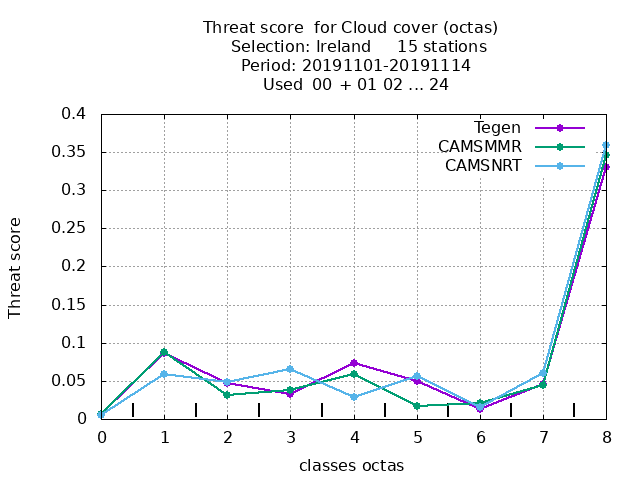 Threat score  for Cloud cover (octas)
Selection: Ireland     15 stations
Period: 20191101-20191114
Used  00 + 01 02 ... 24
Tegen
CAMSMMR
CAMSNRT
0.4
0.35
0.3
0.25
0.2
0.15
0.1
0.05
0
Threat score
0 1 2 3 4 5 6 7 8
classes octas